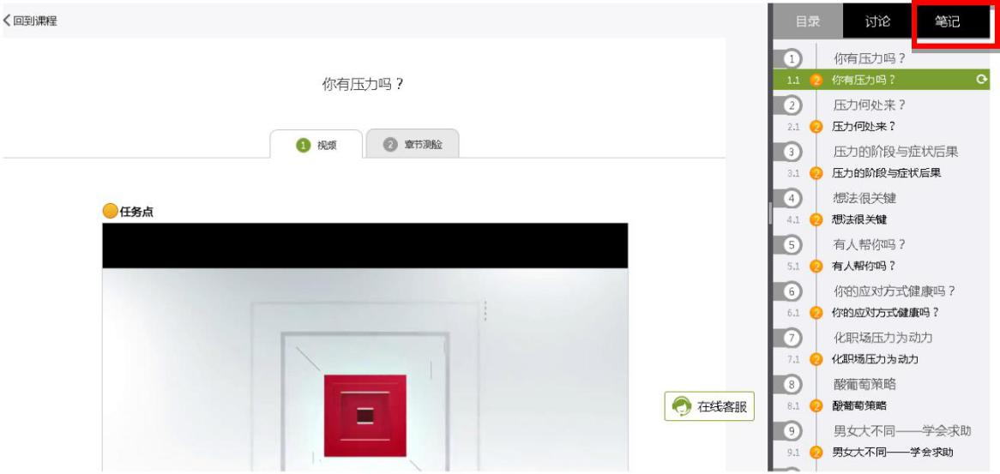 回到课程
你有压力吗？
1 视频
2 章节测验
任务点
在线客服
目录 讨论 笔记
1 你有压力吗？
1.1 2 你有压力吗？
2 压力何处来？
2.1 2 压力何处来？
3 压力的阶段与症状后果
3.1 2 压力的阶段与症状后果
4 想法很关键
4.1 2 想法很关键
5 有人帮你吗？
5.1 2 有人帮你吗？
6 你的应对方式健康吗？
6.1 2 你的应对方式健康吗？
7 化职场压力为动力
7.1 2 化职场压力为动力
8 酸葡萄策略
8.1 2 酸葡萄策略
9 男女大不同——学会求助
9.1 2 男女大不同——学会求助